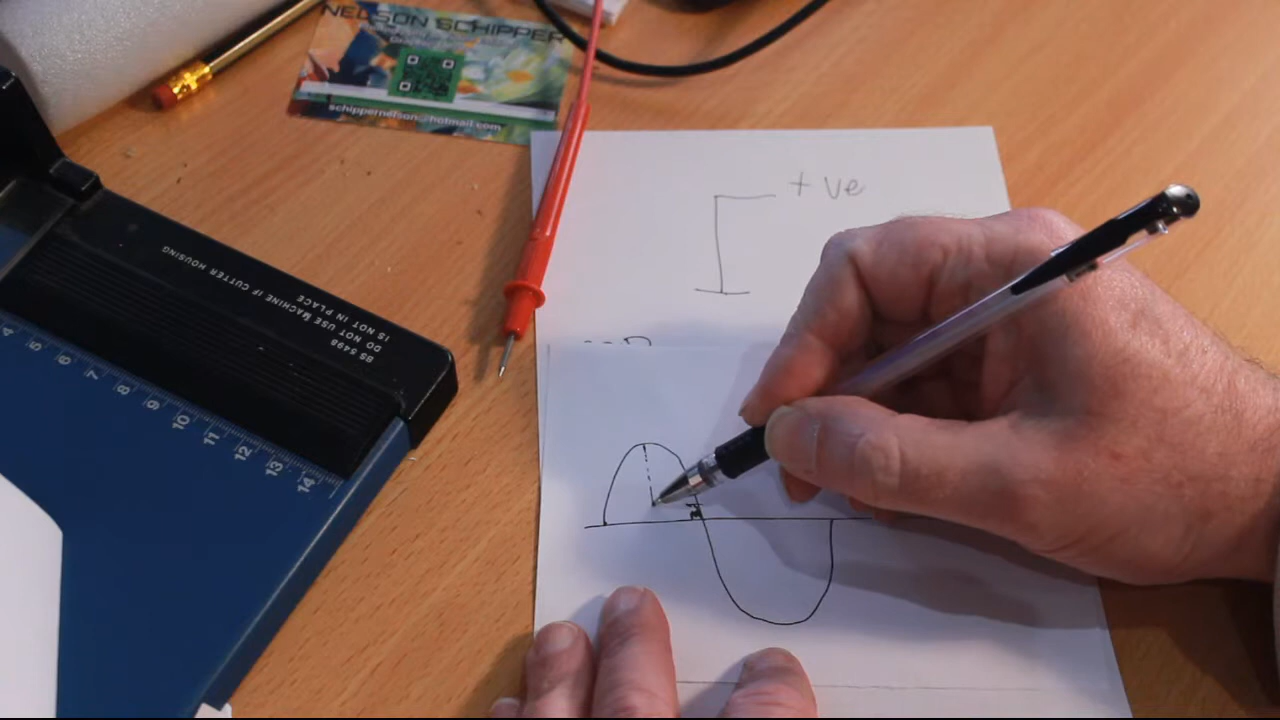 NELSON SCHIPPER
schippernelson@hotmail.com
+ ve
DO NOT USE MACHINE IF CUTTER HOUSING
IS NOT IN PLACE
BS 5498
4 5 6 7 8 9 10 11 12 13 14